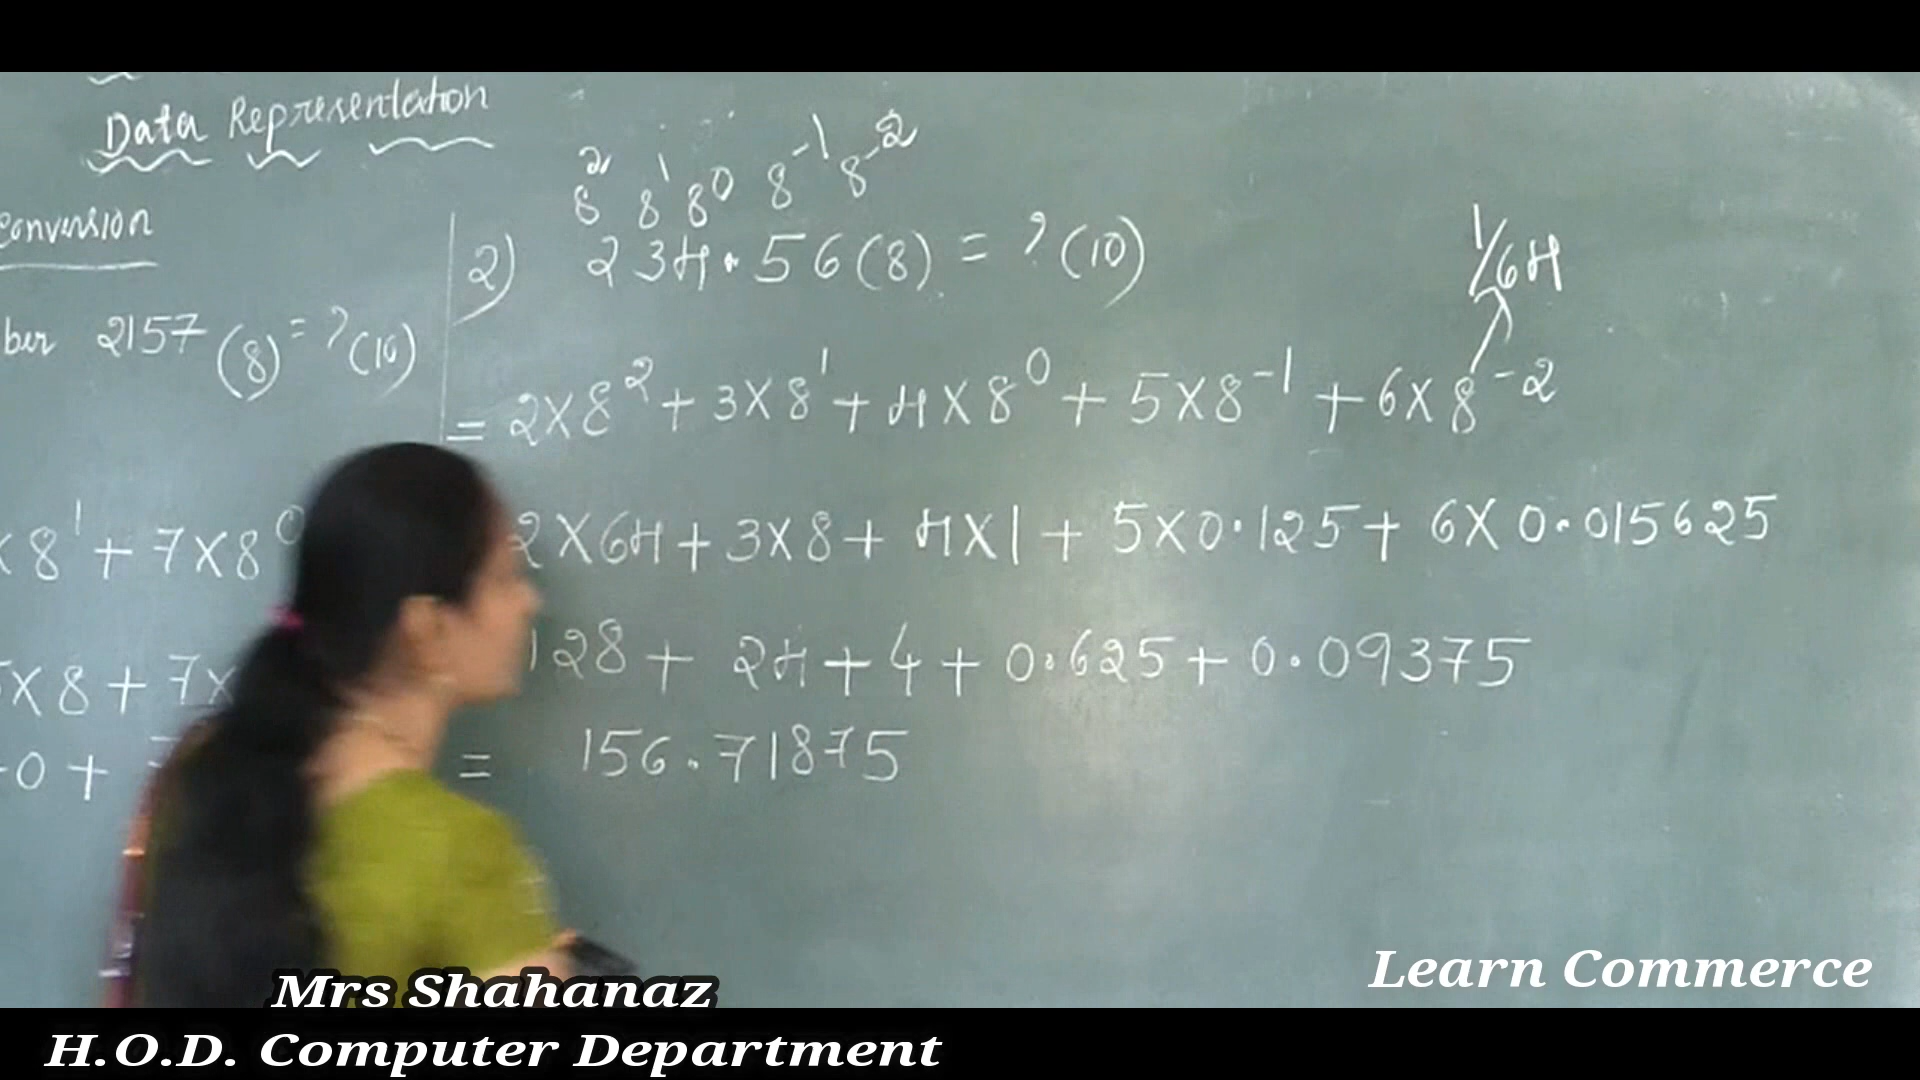 Data Representation
Conversion
ber 2157 (8) = ? (10)
x 8¹ + 7 x 8⁰
x 8 + 7 x
0 +
8² 8¹ 8⁰ 8⁻¹ 8⁻²
2) 234.56 (8) = ? (10)
1/64
= 2 x 8² + 3 x 8¹ + 4 x 8⁰ + 5 x 8⁻¹ + 6 x 8⁻²
2 x 64 + 3 x 8 + 4 x 1 + 5 x 0.125 + 6 x 0.015625
128 + 24 + 4 + 0.625 + 0.09375
= 156.71875
Learn Commerce
Mrs Shahanaz
H.O.D. Computer Department